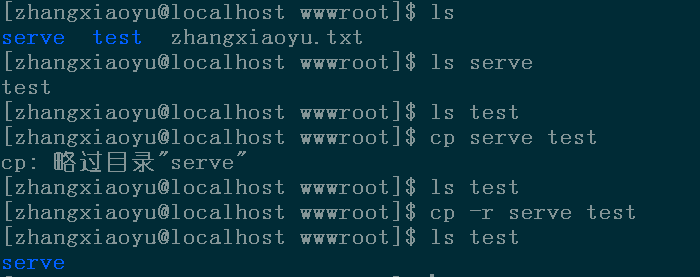 [zhangxiaoyu@localhost wwwroot]$ ls
serve  test  zhangxiaoyu.txt
[zhangxiaoyu@localhost wwwroot]$ ls serve
test
[zhangxiaoyu@localhost wwwroot]$ ls test
[zhangxiaoyu@localhost wwwroot]$ cp serve test
cp: 略过目录"serve"
[zhangxiaoyu@localhost wwwroot]$ ls test
[zhangxiaoyu@localhost wwwroot]$ cp -r serve test
[zhangxiaoyu@localhost wwwroot]$ ls test
serve